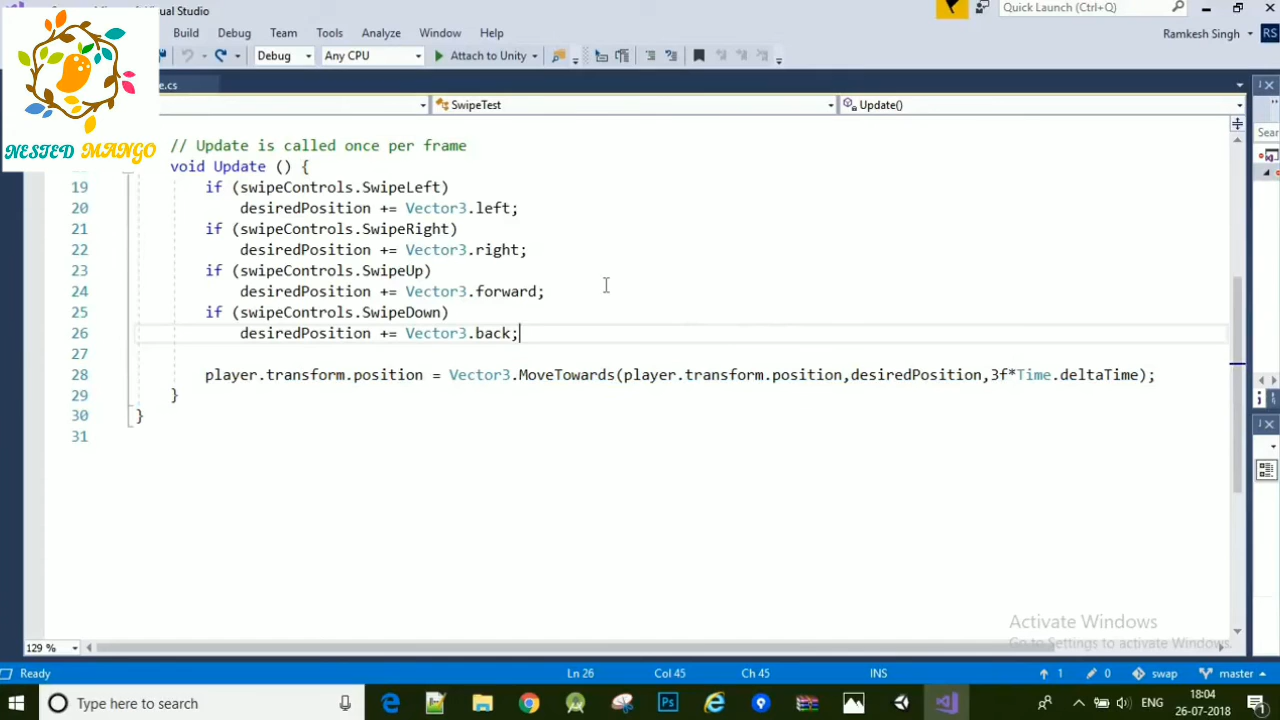 Microsoft Visual Studio
Quick Launch (Ctrl+Q)
Build Debug Team Tools Analyze Window Help
Ramkesh Singh RS
Debug Any CPU Attach to Unity
.cs
SwipeTest Update()
NESTED MANGO
Sear
// Update is called once per frame
void Update () {
19 if (swipeControls.SwipeLeft)
20 desiredPosition += Vector3.left;
21 if (swipeControls.SwipeRight)
22 desiredPosition += Vector3.right;
23 if (swipeControls.SwipeUp)
24 desiredPosition += Vector3.forward;
25 if (swipeControls.SwipeDown)
26 desiredPosition += Vector3.back;
27
28 player.transform.position = Vector3.MoveTowards(player.transform.position,desiredPosition,3f*Time.deltaTime);
29 }
30 }
31
Activate Windows
Go to Settings to activate Windows.
129 %
Ready Ln 26 Col 45 Ch 45 INS 1 0 swap master
Type here to search
ENG 18:04
26-07-2018 1